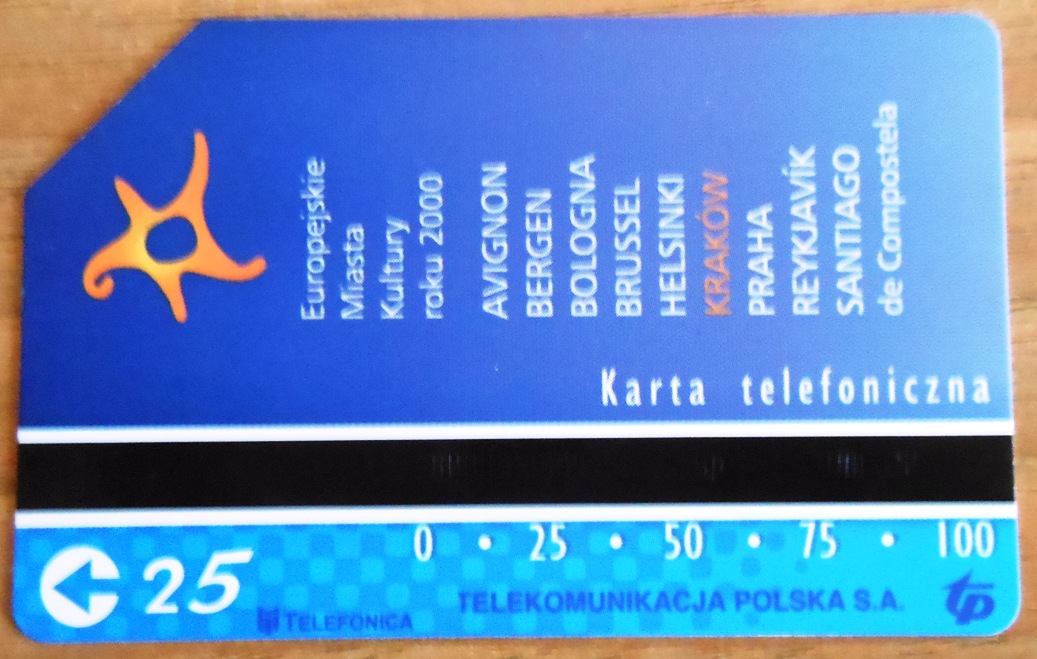 Europejskie
Miasta
Kultury
roku 2000
AVIGNON
BERGEN
BOLOGNA
BRUSSEL
HELSINKI
KRAKÓW
PRAHA
REYKJAVÍK
SANTIAGO
de Compostela
Karta telefoniczna
0 • 25 • 50 • 75 • 100
25
TELEFONICA
TELEKOMUNIKACJA POLSKA S.A.
tp